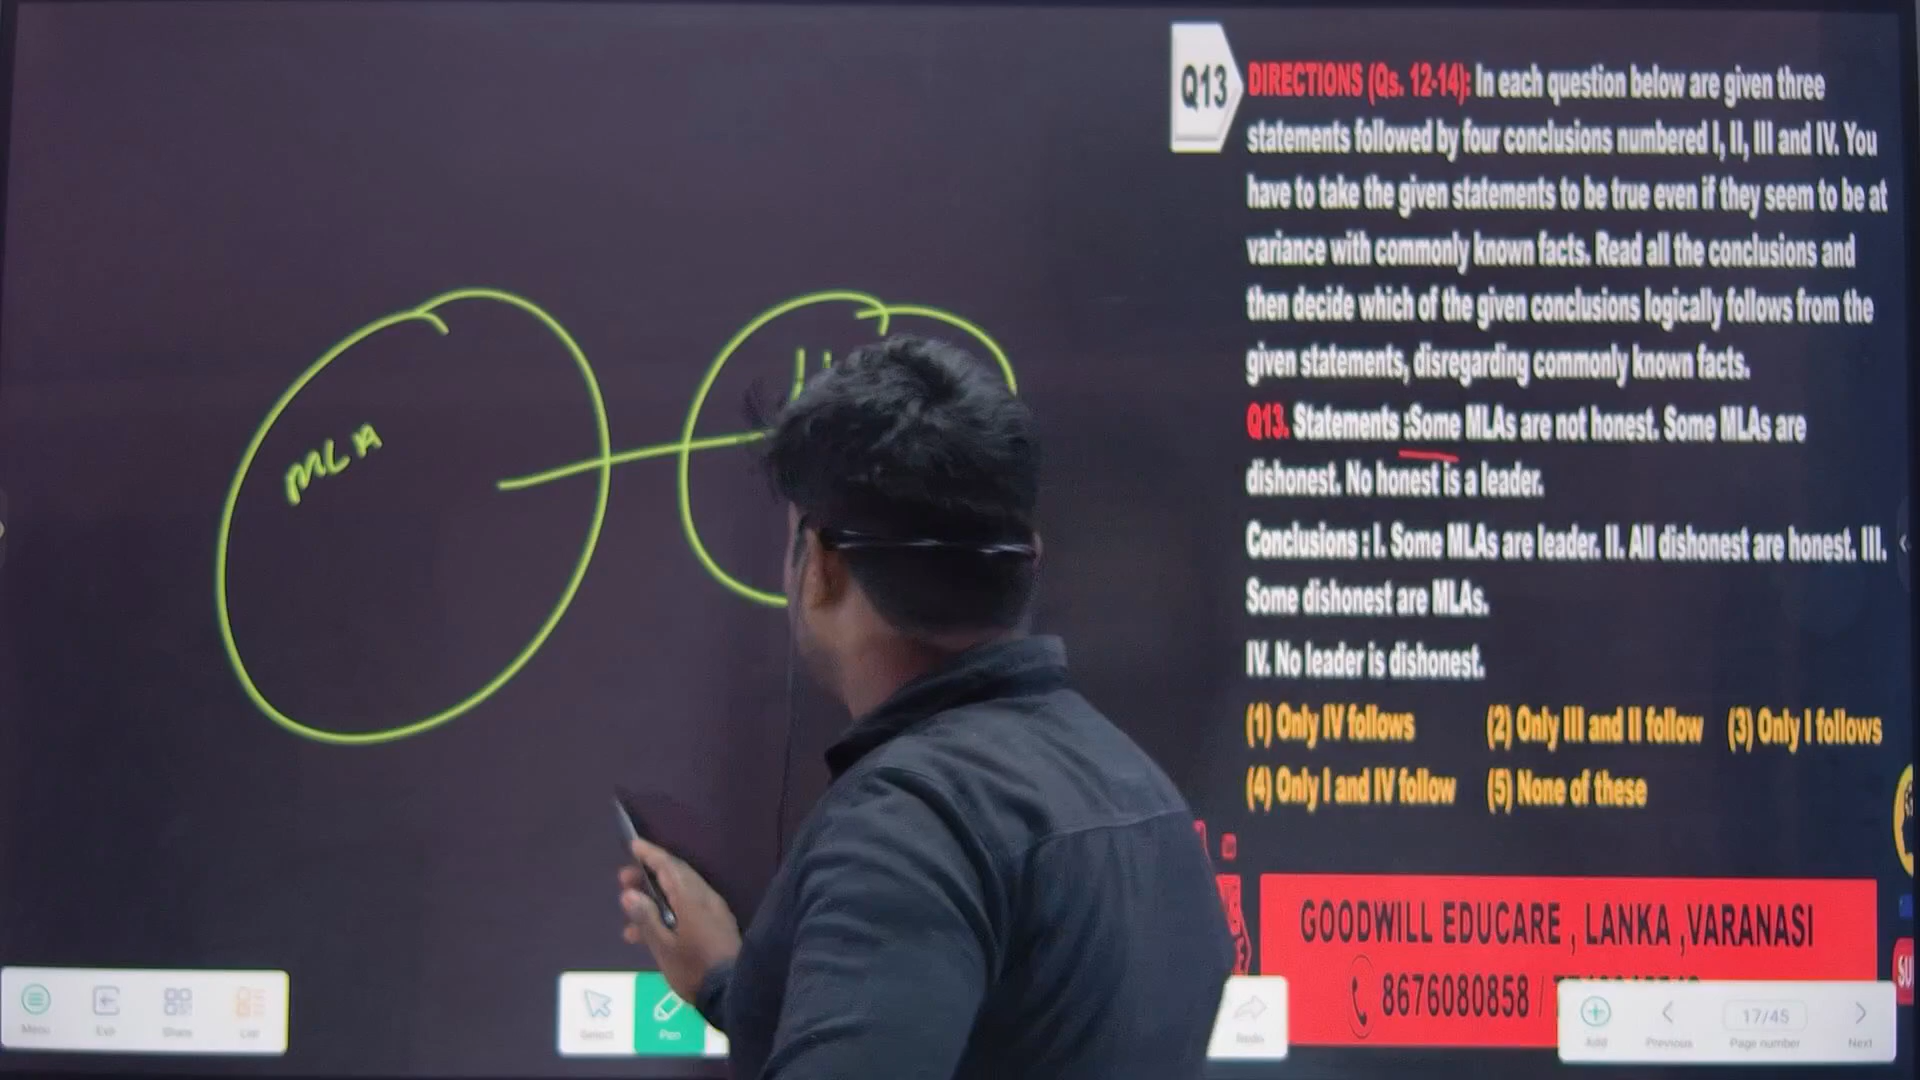 Q13
DIRECTIONS (Qs. 12-14): In each question below are given three
statements followed by four conclusions numbered I, II, III and IV. You
have to take the given statements to be true even if they seem to be at
variance with commonly known facts. Read all the conclusions and
then decide which of the given conclusions logically follows from the
given statements, disregarding commonly known facts.
Q13. Statements :Some MLAs are not honest. Some MLAs are
dishonest. No honest is a leader.
Conclusions : I. Some MLAs are leader. II. All dishonest are honest. III.
Some dishonest are MLAs.
IV. No leader is dishonest.
(1) Only IV follows (2) Only III and II follow (3) Only I follows
(4) Only I and IV follow (5) None of these
MLA
GOODWILL EDUCARE , LANKA ,VARANASI
8676080858 /
Menu Share Select Pen Redo Add Previous Page number Next
17/45
SU